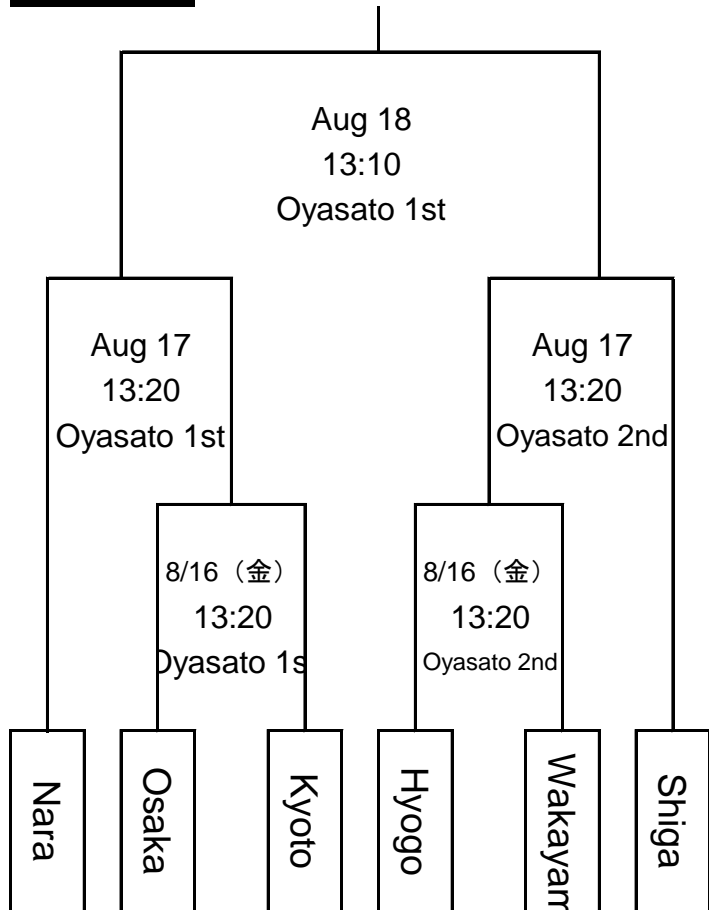 Aug 18
13:10
Oyasato 1st
Aug 17
13:20
Oyasato 1st
Aug 17
13:20
Oyasato 2nd
8/16（金）
13:20
Oyasato 1s
8/16（金）
13:20
Oyasato 2nd
Nara
Osaka
Kyoto
Hyogo
Wakayam
Shiga